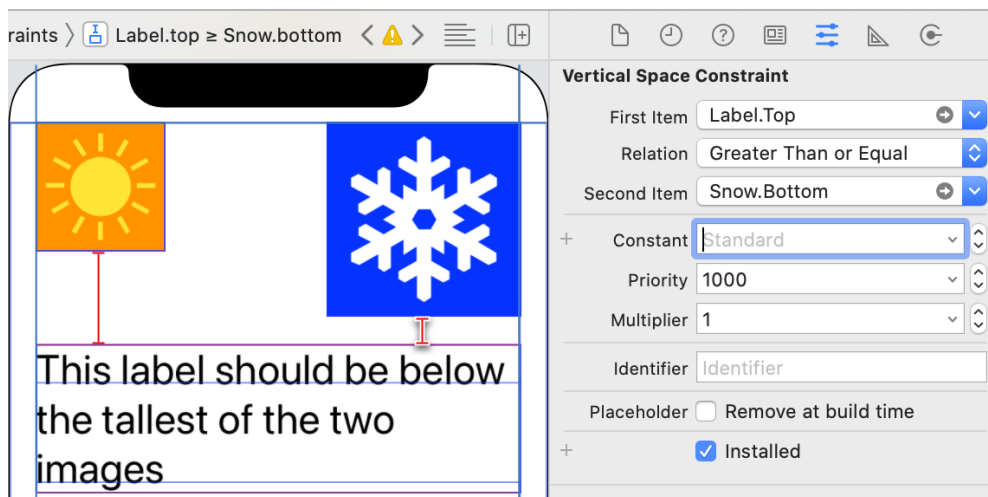 raints 〉 Label.top ≥ Snow.bottom
Vertical Space Constraint
First Item Label.Top
Relation Greater Than or Equal
Second Item Snow.Bottom
Constant Standard
Priority 1000
Multiplier 1
Identifier Identifier
Placeholder Remove at build time
Installed
This label should be below
the tallest of the two
images